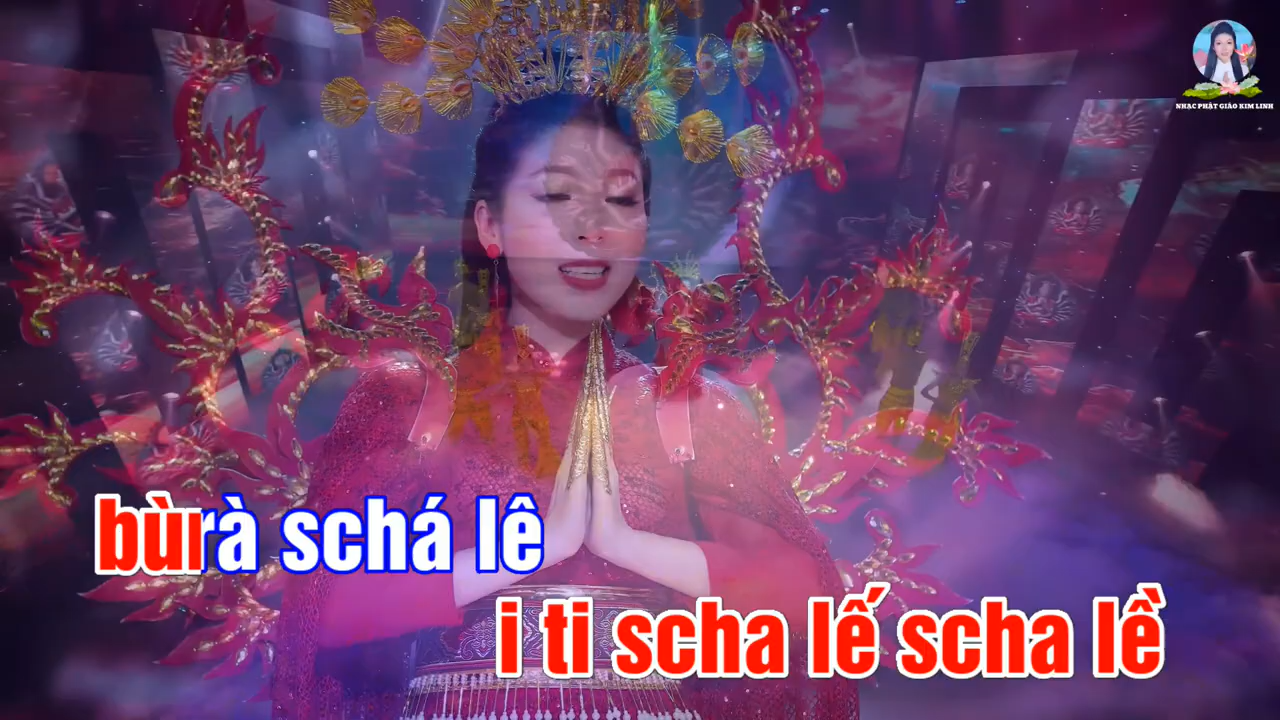 NHẠC PHẬT GIÁO KIM LINH
bùrà schá lê
i ti scha lế scha lề